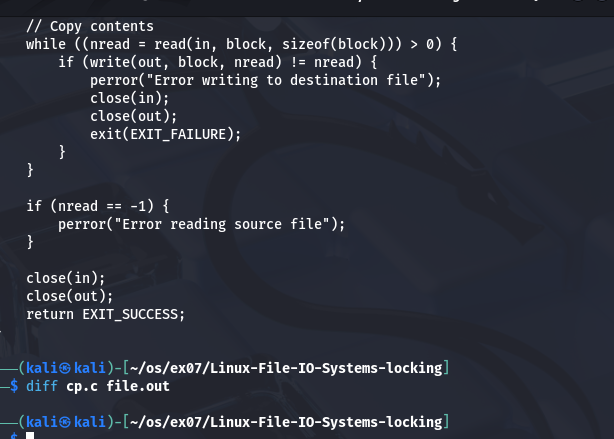 // Copy contents
    while ((nread = read(in, block, sizeof(block))) > 0) {
        if (write(out, block, nread) != nread) {
            perror("Error writing to destination file");
            close(in);
            close(out);
            exit(EXIT_FAILURE);
        }
    }

    if (nread == -1) {
        perror("Error reading source file");
    }

    close(in);
    close(out);
    return EXIT_SUCCESS;

──(kali㉿kali)-[~/os/ex07/Linux-File-IO-Systems-locking]
─$ diff cp.c file.out

──(kali㉿kali)-[~/os/ex07/Linux-File-IO-Systems-locking]
─$